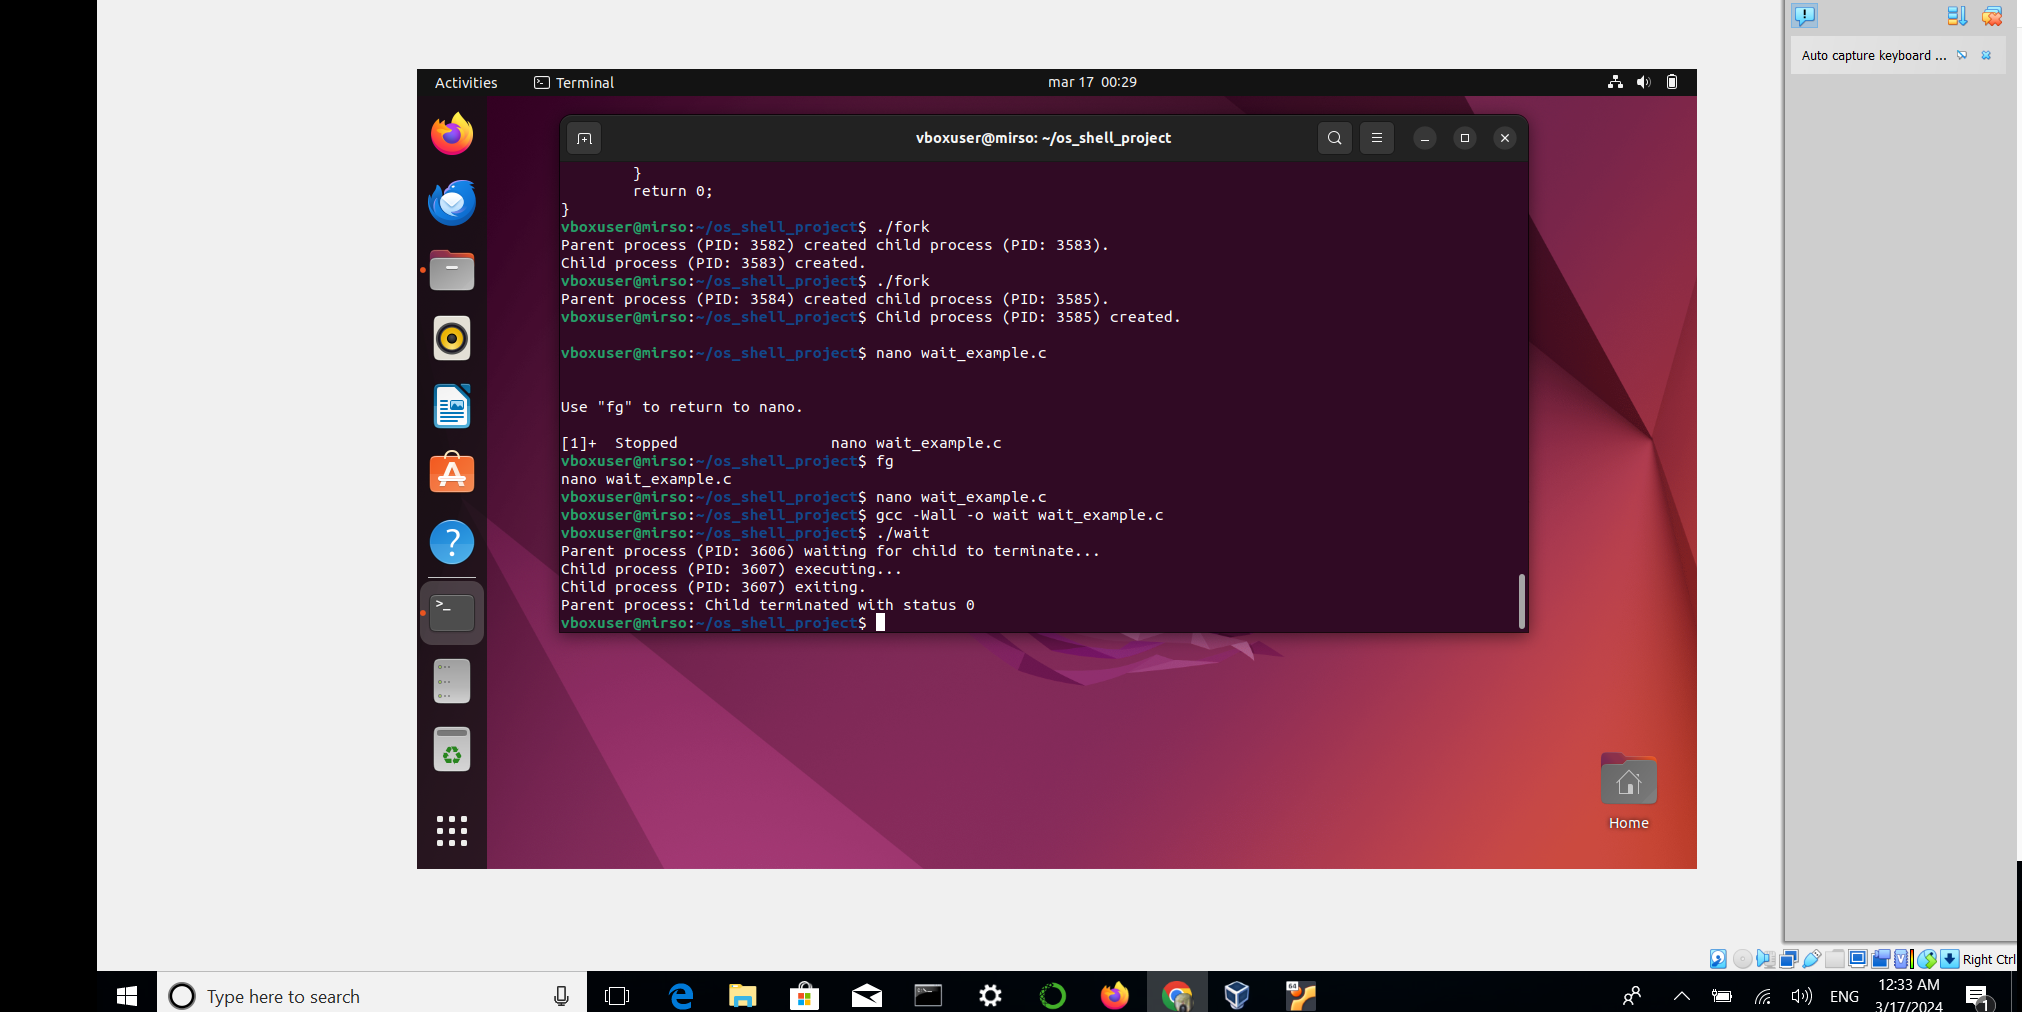 Auto capture keyboard ...
Activities
Terminal
mar 17 00:29
vboxuser@mirso: ~/os_shell_project
}
return 0;
}
vboxuser@mirso:~/os_shell_project$ ./fork
Parent process (PID: 3582) created child process (PID: 3583).
Child process (PID: 3583) created.
vboxuser@mirso:~/os_shell_project$ ./fork
Parent process (PID: 3584) created child process (PID: 3585).
vboxuser@mirso:~/os_shell_project$ Child process (PID: 3585) created.
vboxuser@mirso:~/os_shell_project$ nano wait_example.c
Use "fg" to return to nano.
[1]+  Stopped                 nano wait_example.c
vboxuser@mirso:~/os_shell_project$ fg
nano wait_example.c
vboxuser@mirso:~/os_shell_project$ nano wait_example.c
vboxuser@mirso:~/os_shell_project$ gcc -Wall -o wait wait_example.c
vboxuser@mirso:~/os_shell_project$ ./wait
Parent process (PID: 3606) waiting for child to terminate...
Child process (PID: 3607) executing...
Child process (PID: 3607) exiting.
Parent process: Child terminated with status 0
vboxuser@mirso:~/os_shell_project$
Home
Right Ctrl
Type here to search
64
ENG
12:33 AM
3/17/2024
1